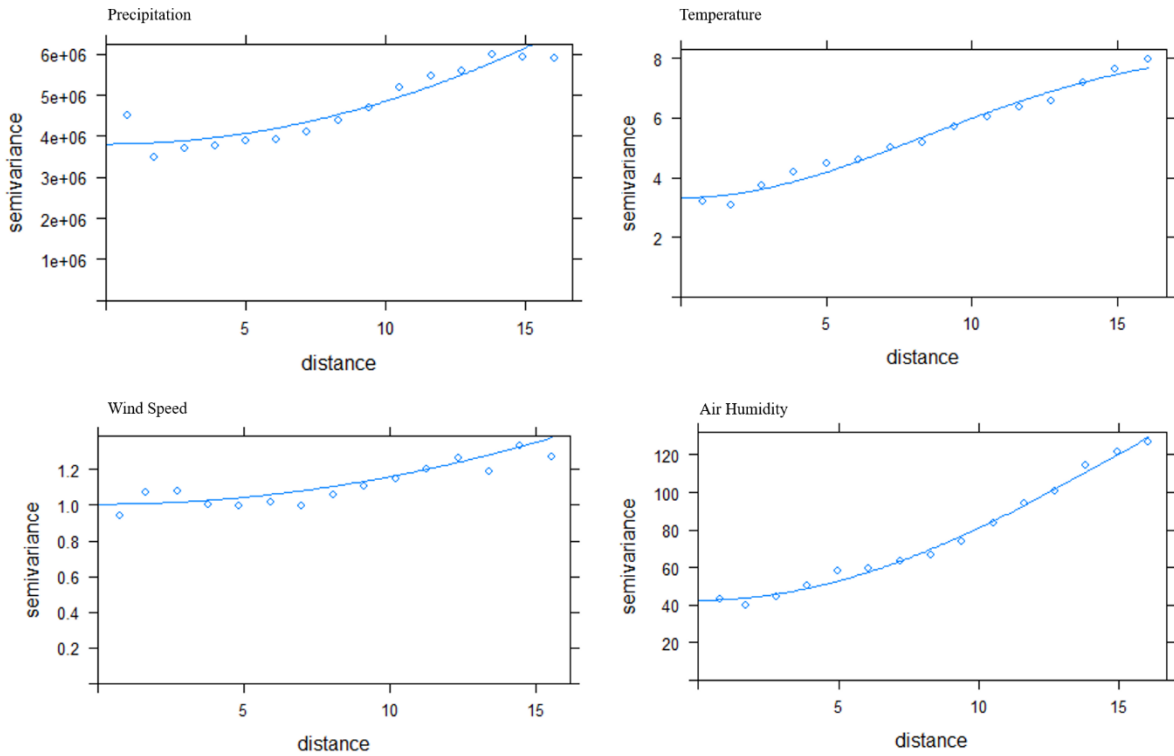 Precipitation
6e+06
5e+06
4e+06
3e+06
2e+06
1e+06
semivariance
5
10
15
distance
Temperature
8
6
4
2
semivariance
5
10
15
distance
Wind Speed
1.2
1.0
0.8
0.6
0.4
0.2
semivariance
5
10
15
distance
Air Humidity
120
100
80
60
40
20
semivariance
5
10
15
distance